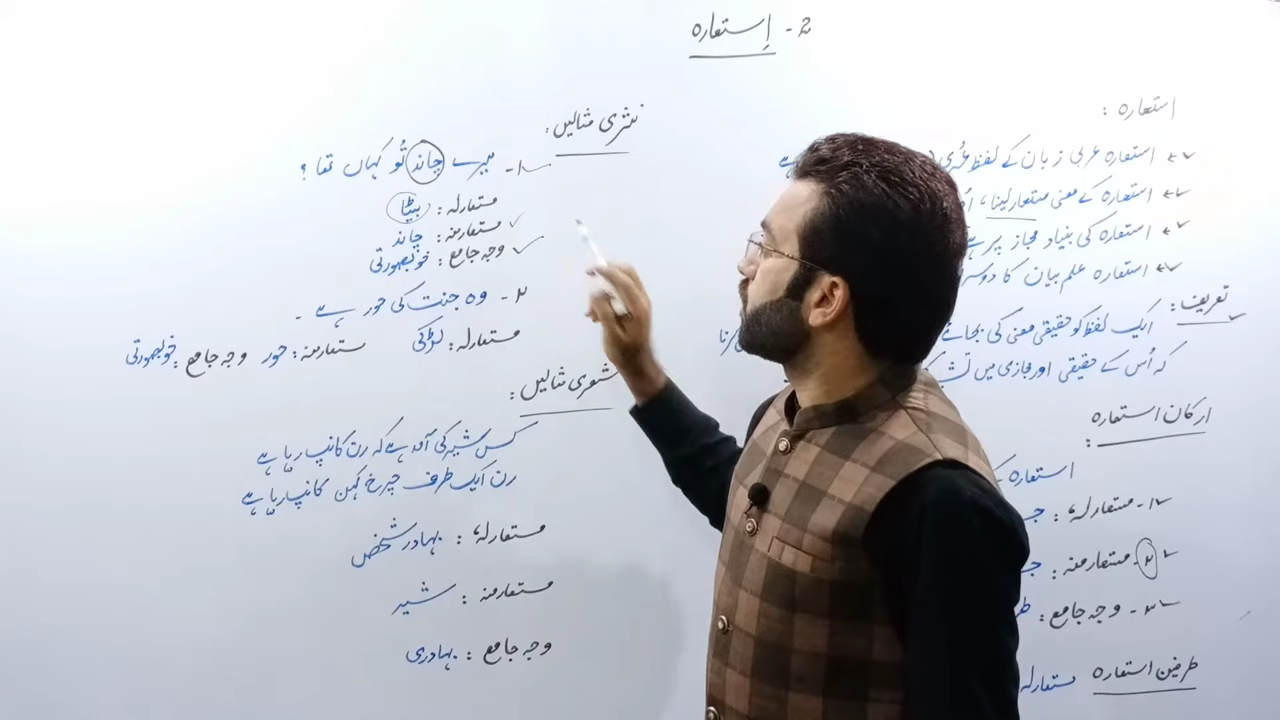 2- اِستعارہ
استعارہ :
استعارہ عربی زبان کے لفظ
استعارہ کے معنی مستعار لینا ،
استعارہ کی بنیاد مجاز پر ہے
استعارہ علم بیان کا دوسر
تعریف :
ایک لفظ کو حقیقی معنی کی بجائے
کہ اُس کے حقیقی اور مجازی میں تشب
ارکان استعارہ :
استعارہ ک
۱- مستعارلہ : ج
۲- مستعارمنہ : ج
۳- وجہ جامع : ط
طرفین استعارہ مستعارلہ
نثری مثالیں :
۱- میرے چاند تُو کہاں تھا ؟
مستعارلہ : بیٹا
مستعارمنہ : چاند
وجہ جامع : خوبصورتی
۲- وہ جنت کی حور ہے -
مستعارلہ : لڑکی مستعارمنہ : حور وجہ جامع : خوبصورتی
شعری مثالیں :
کس شیر کی آمد ہے کہ رن کانپ رہا ہے
رن ایک طرف چرخِ کہن کانپ رہا ہے
مستعارلہ : بہادر شخص
مستعارمنہ : شیر
وجہ جامع : بہادری